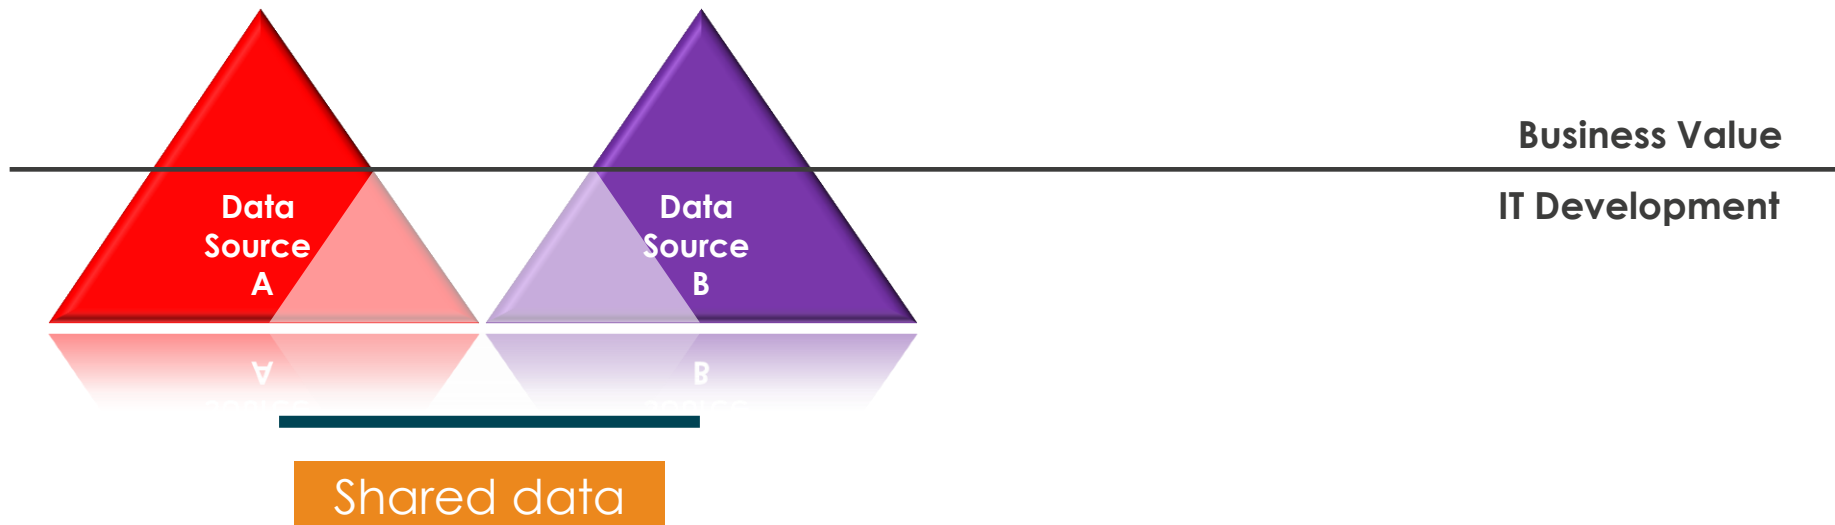 Business Value
IT Development
Data
Source
A
Data
Source
B
A
B
Shared data